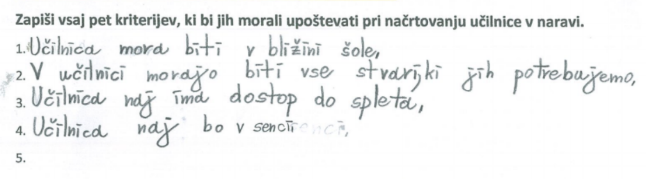 Zapiši vsaj pet kriterijev, ki bi jih morali upoštevati pri načrtovanju učilnice v naravi.
1. Učilnica mora biti v bližini šole,
2. V učilnici morajo biti vse stvari,ki jih potrebujemo,
3. Učilnica naj ima dostop do spleta,
4. Učilnica naj bo v senci
5.